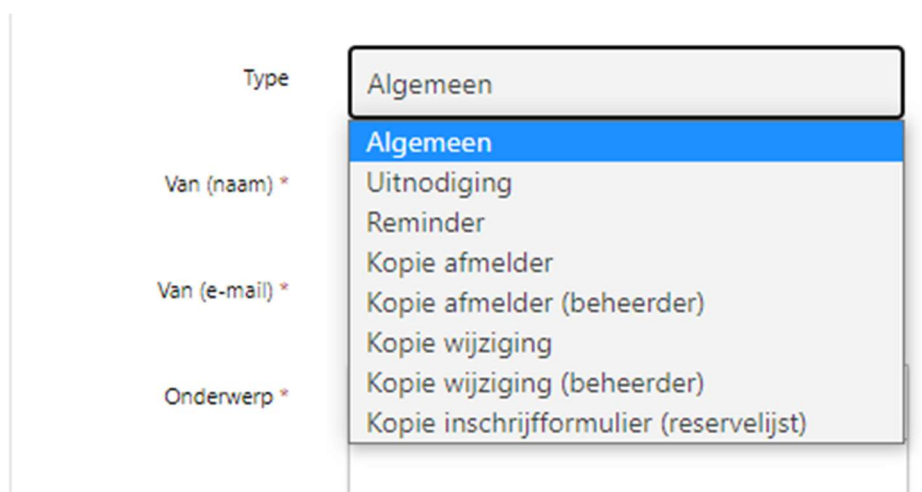 Type
Algemeen
Algemeen
Uitnodiging
Van (naam) *
Reminder
Kopie afmelder
Van (e-mail) *
Kopie afmelder (beheerder)
Kopie wijziging
Kopie wijziging (beheerder)
Onderwerp *
Kopie inschrijfformulier (reservelijst)